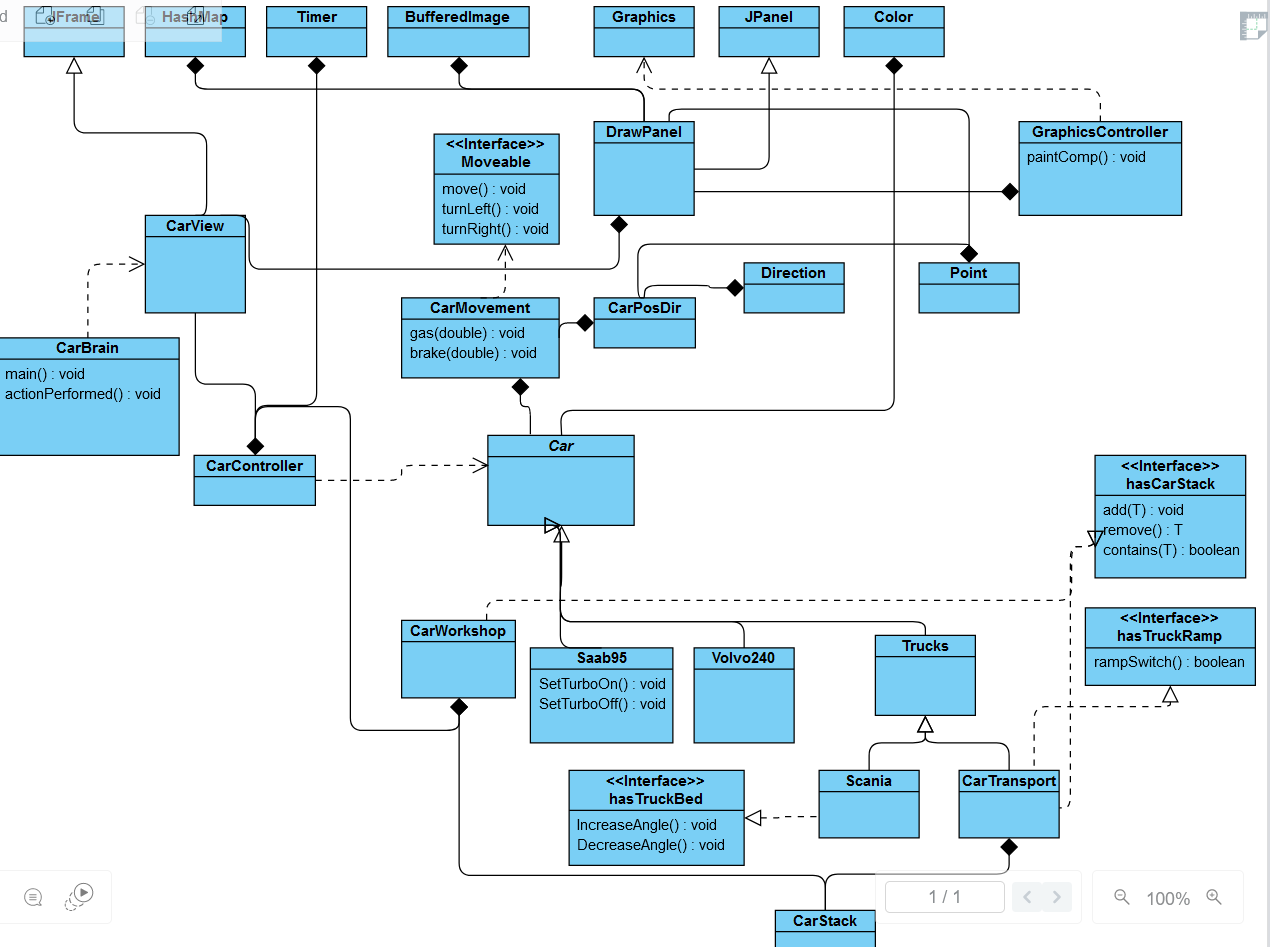 d
JFrame
HashMap
Timer
BufferedImage
Graphics
JPanel
Color
<<Interface>>
Moveable
move() : void
turnLeft() : void
turnRight() : void
DrawPanel
GraphicsController
paintComp() : void
CarView
Direction
Point
CarMovement
gas(double) : void
brake(double) : void
CarPosDir
CarBrain
main() : void
actionPerformed() : void
Car
CarController
<<Interface>>
hasCarStack
add(T) : void
remove() : T
contains(T) : boolean
<<Interface>>
hasTruckRamp
rampSwitch() : boolean
CarWorkshop
Saab95
SetTurboOn() : void
SetTurboOff() : void
Volvo240
Trucks
<<Interface>>
hasTruckBed
IncreaseAngle() : void
DecreaseAngle() : void
Scania
CarTransport
CarStack
1 / 1
100%